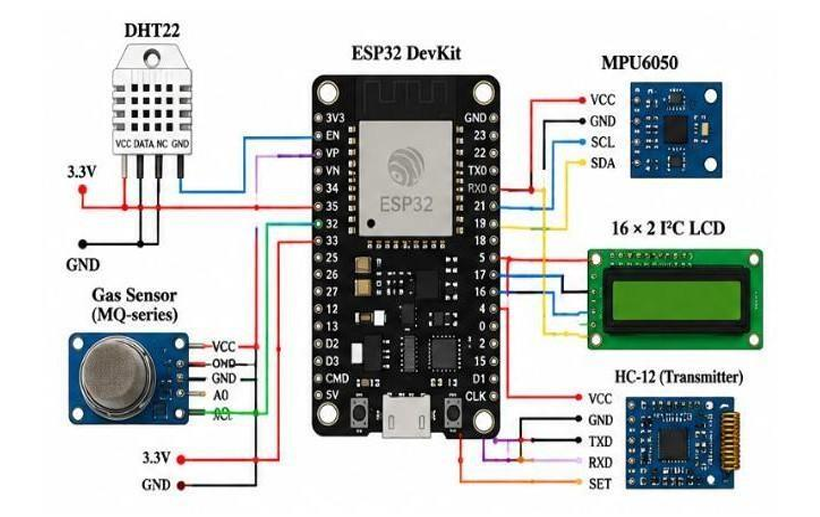 DHT22
ESP32 DevKit
MPU6050
VCC DATA NC GND
3.3V
GND
Gas Sensor
(MQ-series)
VCC
GND
GND
A0
3.3V
GND
3V3
EN
VP
VN
34
35
32
33
25
26
27
12
13
D2
D3
CMD
5V
ESP32
GND
23
22
TX0
RX0
21
19
18
5
17
16
4
0
2
15
D1
CLK
VCC
GND
SCL
SDA
16 × 2 I²C LCD
HC-12 (Transmitter)
VCC
GND
TXD
RXD
SET